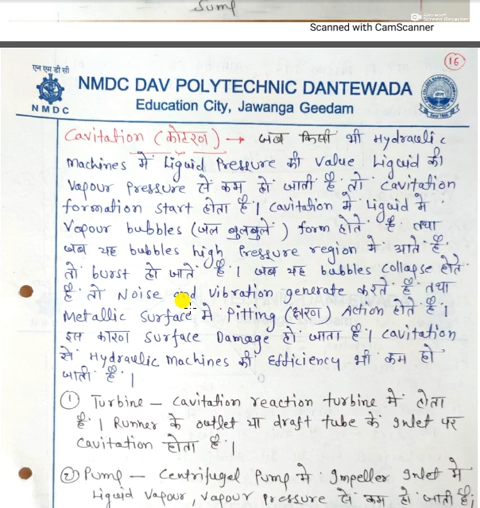 Sump
Scanned with CamScanner
16
एन एम डी सी
NMDC
NMDC DAV POLYTECHNIC DANTEWADA
Education City, Jawanga Geedam
Cavitation (कोटरन) → जब किसी भी Hydraulic
Machines में Liquid Pressure की value Liquid की
Vapour Pressure से कम हो जाती है तो Cavitation
formation start होता है। Cavitation में Liquid में
Vapour bubbles (जल बुलबुले) form होते है तथा
जब यह bubbles high Pressure region मे आते है
तो burst हो जाते है। जब यह bubbles collapse होते
है तो Noise and Vibration generate करते है तथा
Metallic Surface मे Pitting (क्षरण) Action होते है।
इस कारण Surface Damage हो जाता है। Cavitation
से Hydraulic Machines की Efficiency भी कम हो
जाती है।
① Turbine - Cavitation reaction turbine मे होता
है। Runner के outlet या draft tube के Inlet पर
Cavitation होता है।
② Pump - Centrifugel Pump मे Impeller Inlet मे
Liquid Vapour, Vapour Pressure से कम हो जाती है,